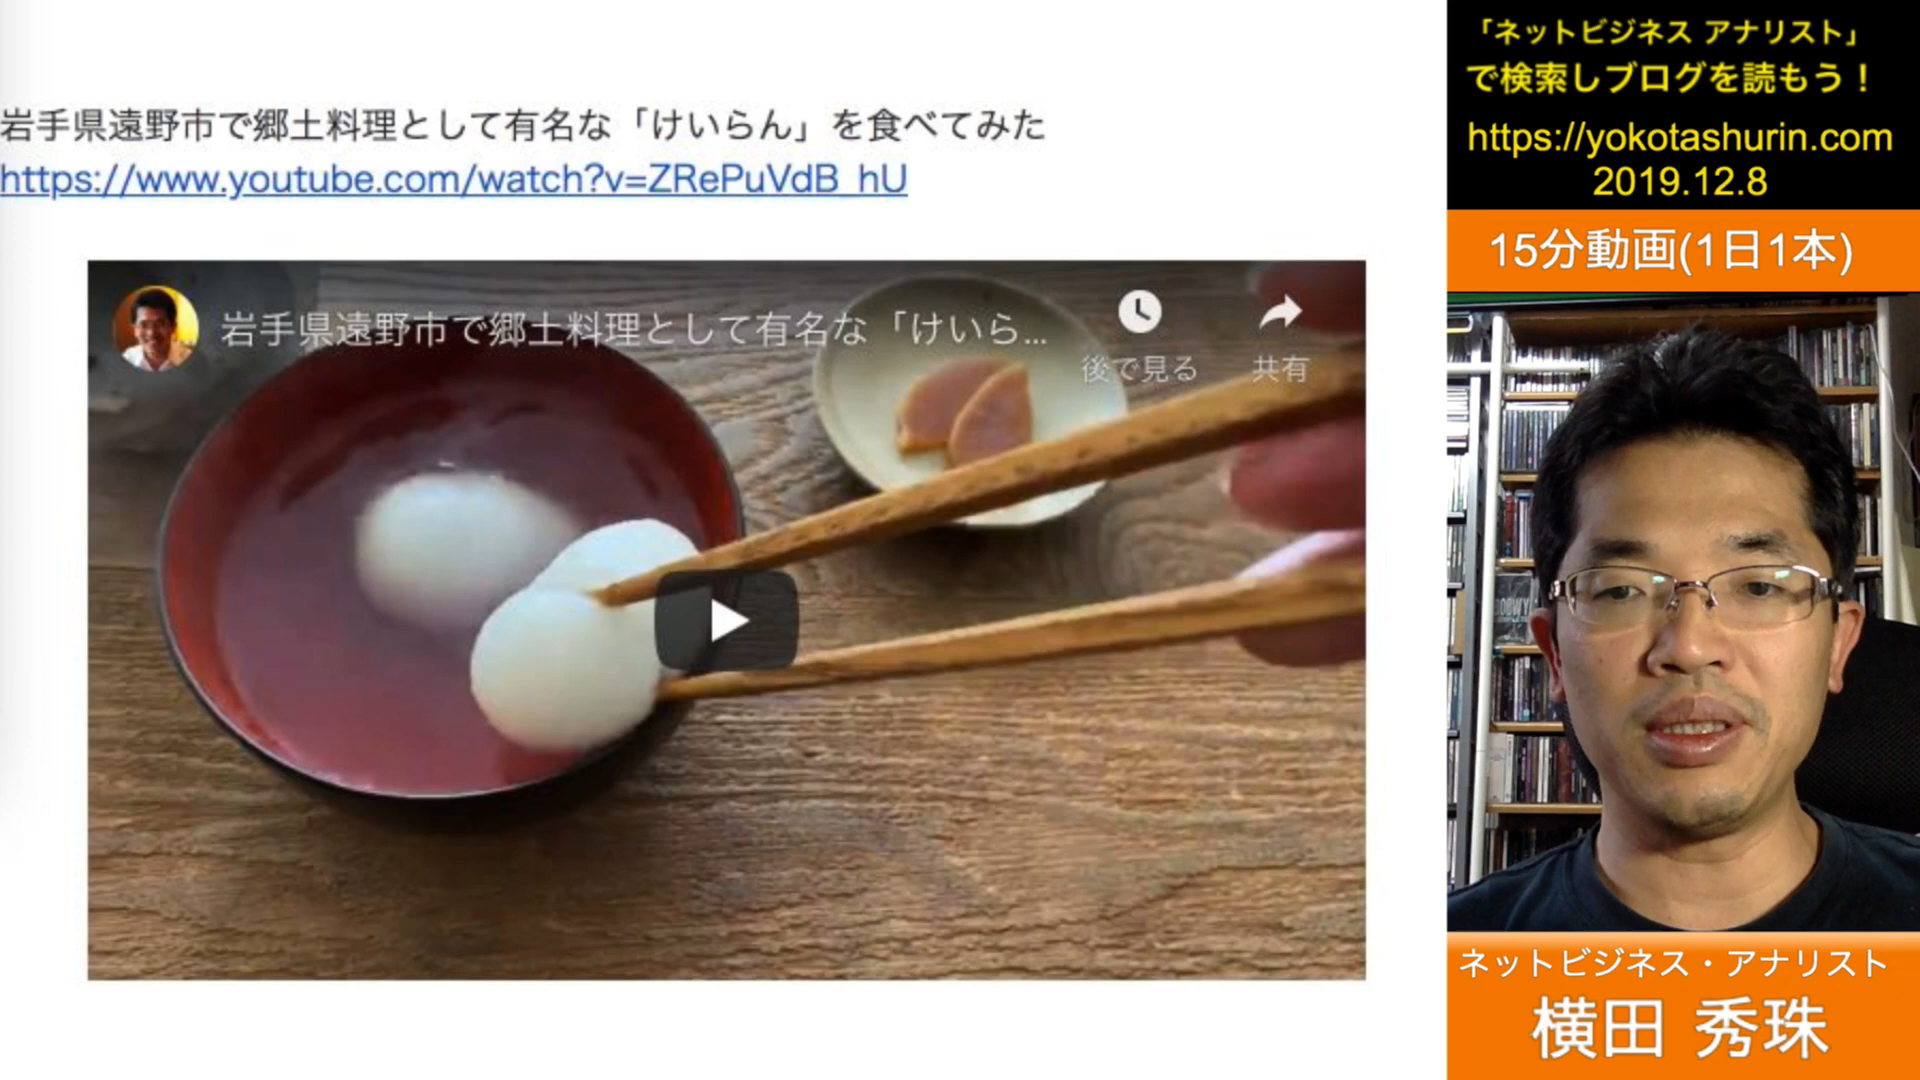 岩手県遠野市で郷土料理として有名な「けいらん」を食べてみた
https://www.youtube.com/watch?v=ZRePuVdB_hU
岩手県遠野市で郷土料理として有名な「けいら...
後で見る
共有
「ネットビジネス アナリスト」
で検索しブログを読もう！
https://yokotashurin.com
2019.12.8
15分動画(1日1本)
ネットビジネス・アナリスト
横田 秀珠